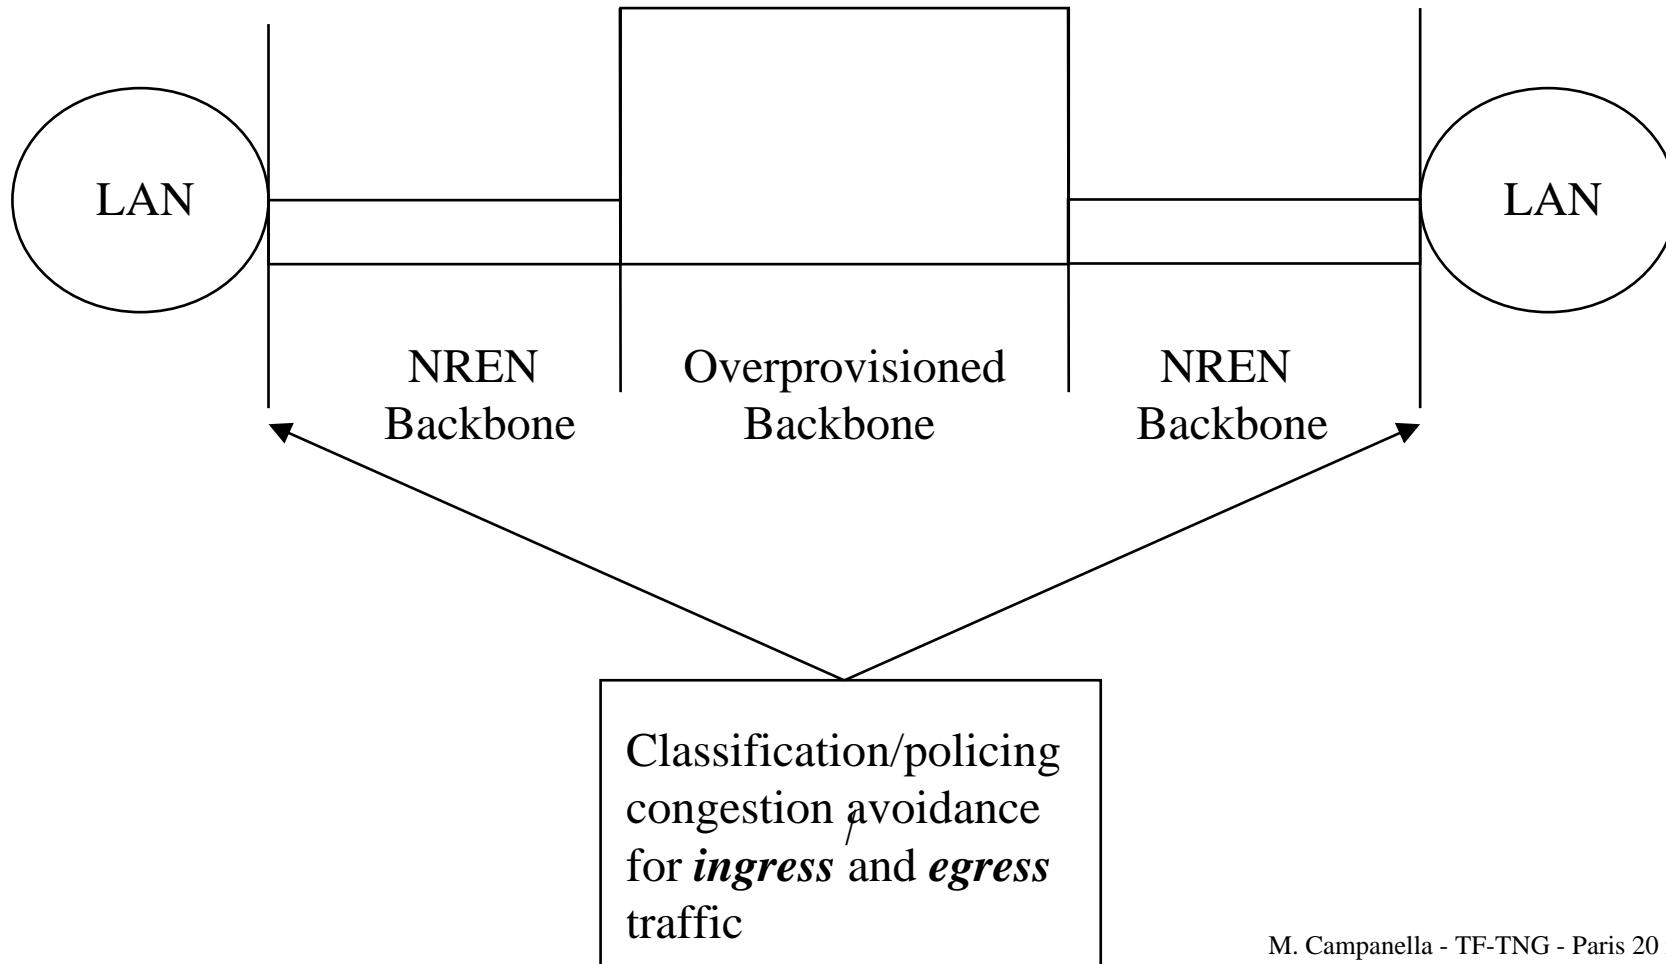 LAN
LAN
NREN
Backbone
Overprovisioned
Backbone
NREN
Backbone
Classification/policing
congestion avoidance
for ingress and egress
traffic
M. Campanella - TF-TNG - Paris 20